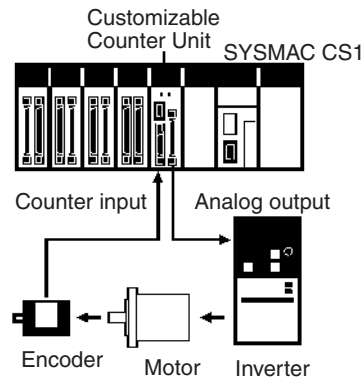 Customizable
Counter Unit
SYSMAC CS1
Counter input
Analog output
Encoder
Motor
Inverter